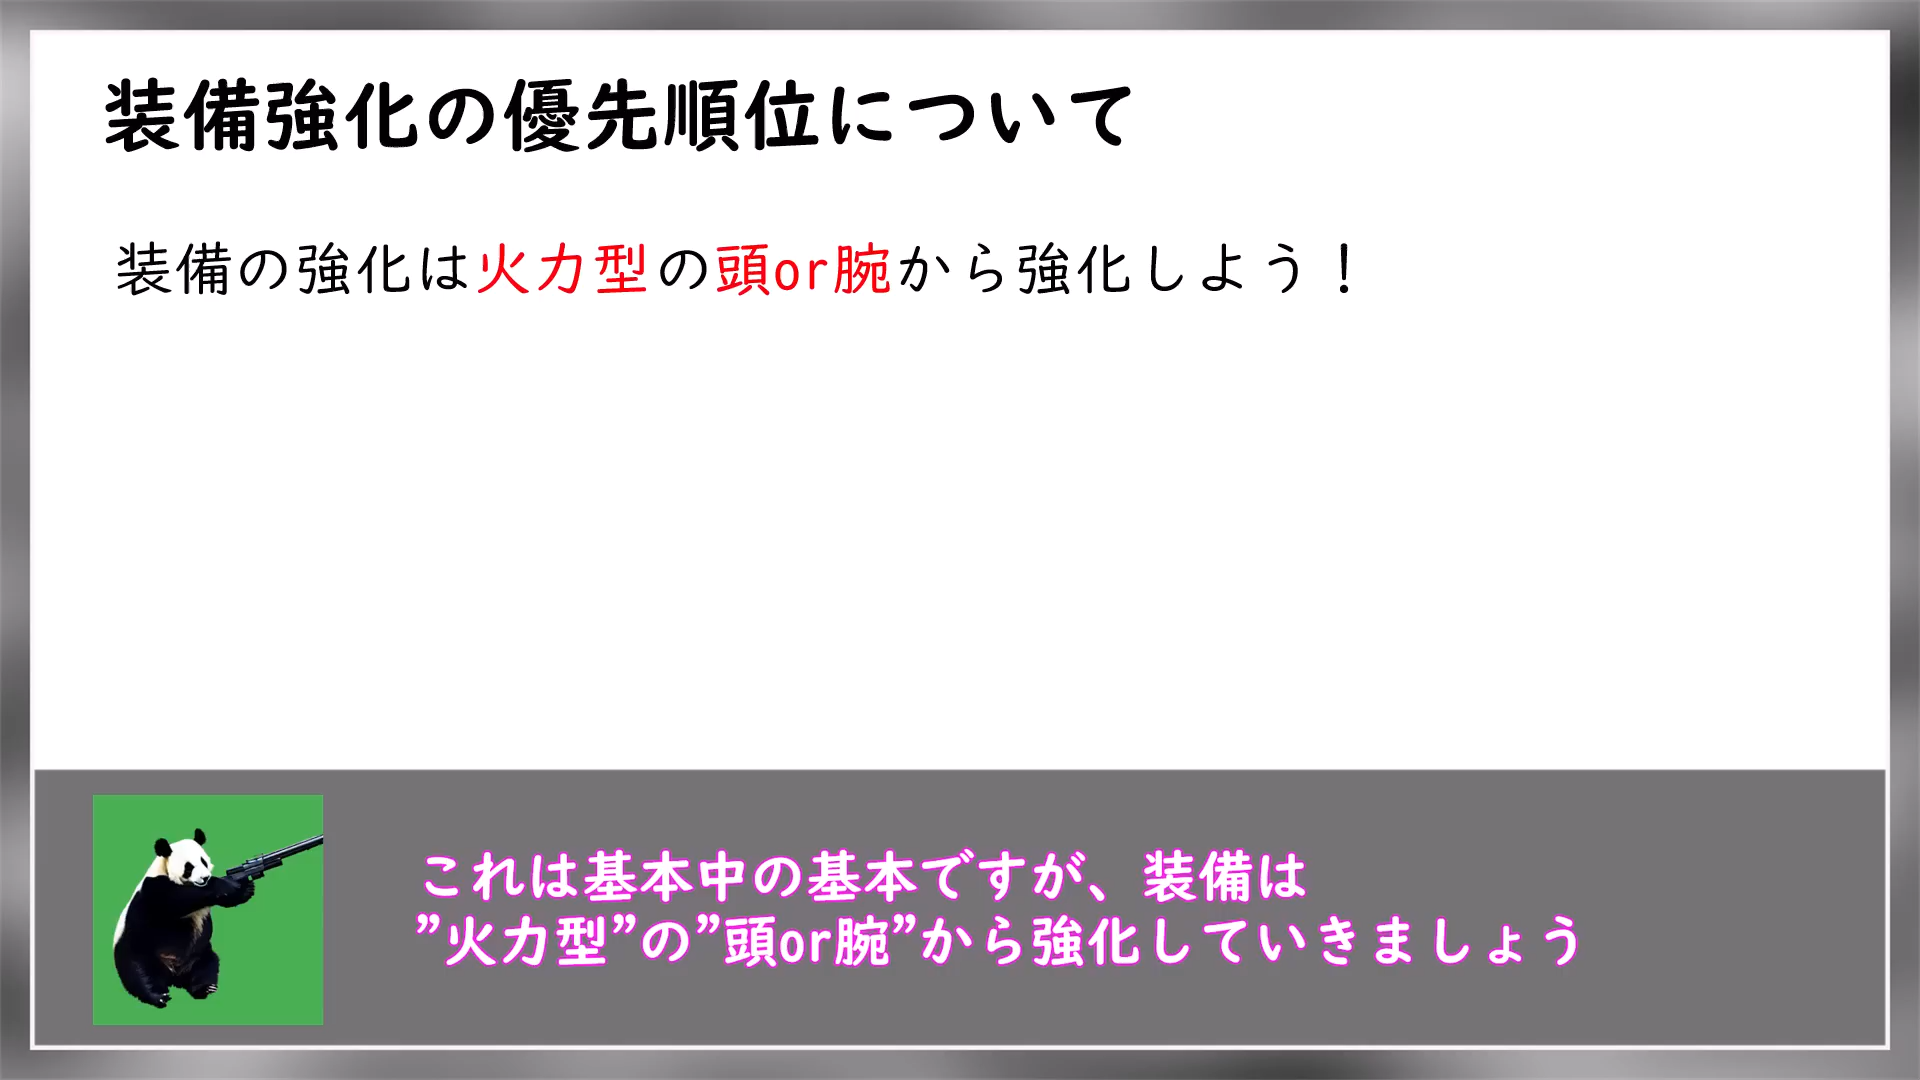 装備強化の優先順位について
装備の強化は火力型の頭or腕から強化しよう！
これは基本中の基本ですが、装備は
”火力型”の”頭or腕”から強化していきましょう